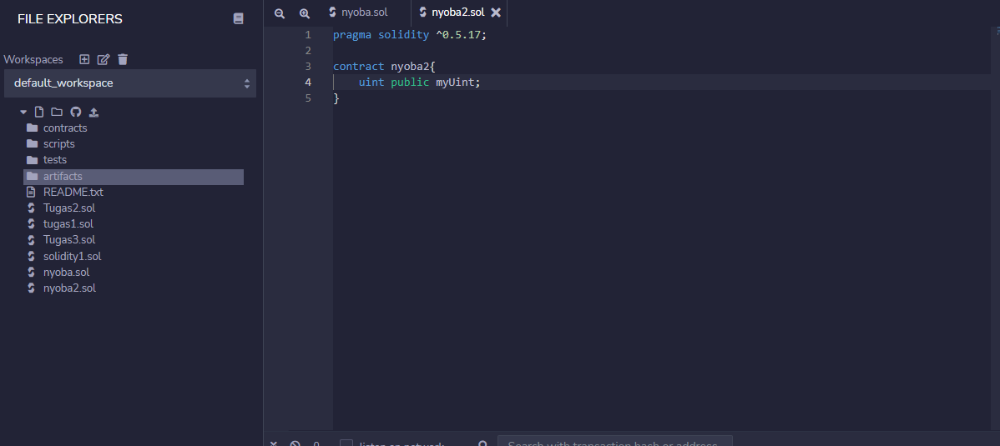 FILE EXPLORERS
Workspaces
default_workspace
contracts
scripts
tests
artifacts
README.txt
Tugas2.sol
tugas1.sol
Tugas3.sol
solidity1.sol
nyoba.sol
nyoba2.sol
nyoba.sol
nyoba2.sol
1 pragma solidity ^0.5.17;
2
3 contract nyoba2{
4 uint public myUint;
5 }
0 listen on network Search with transaction hash or address